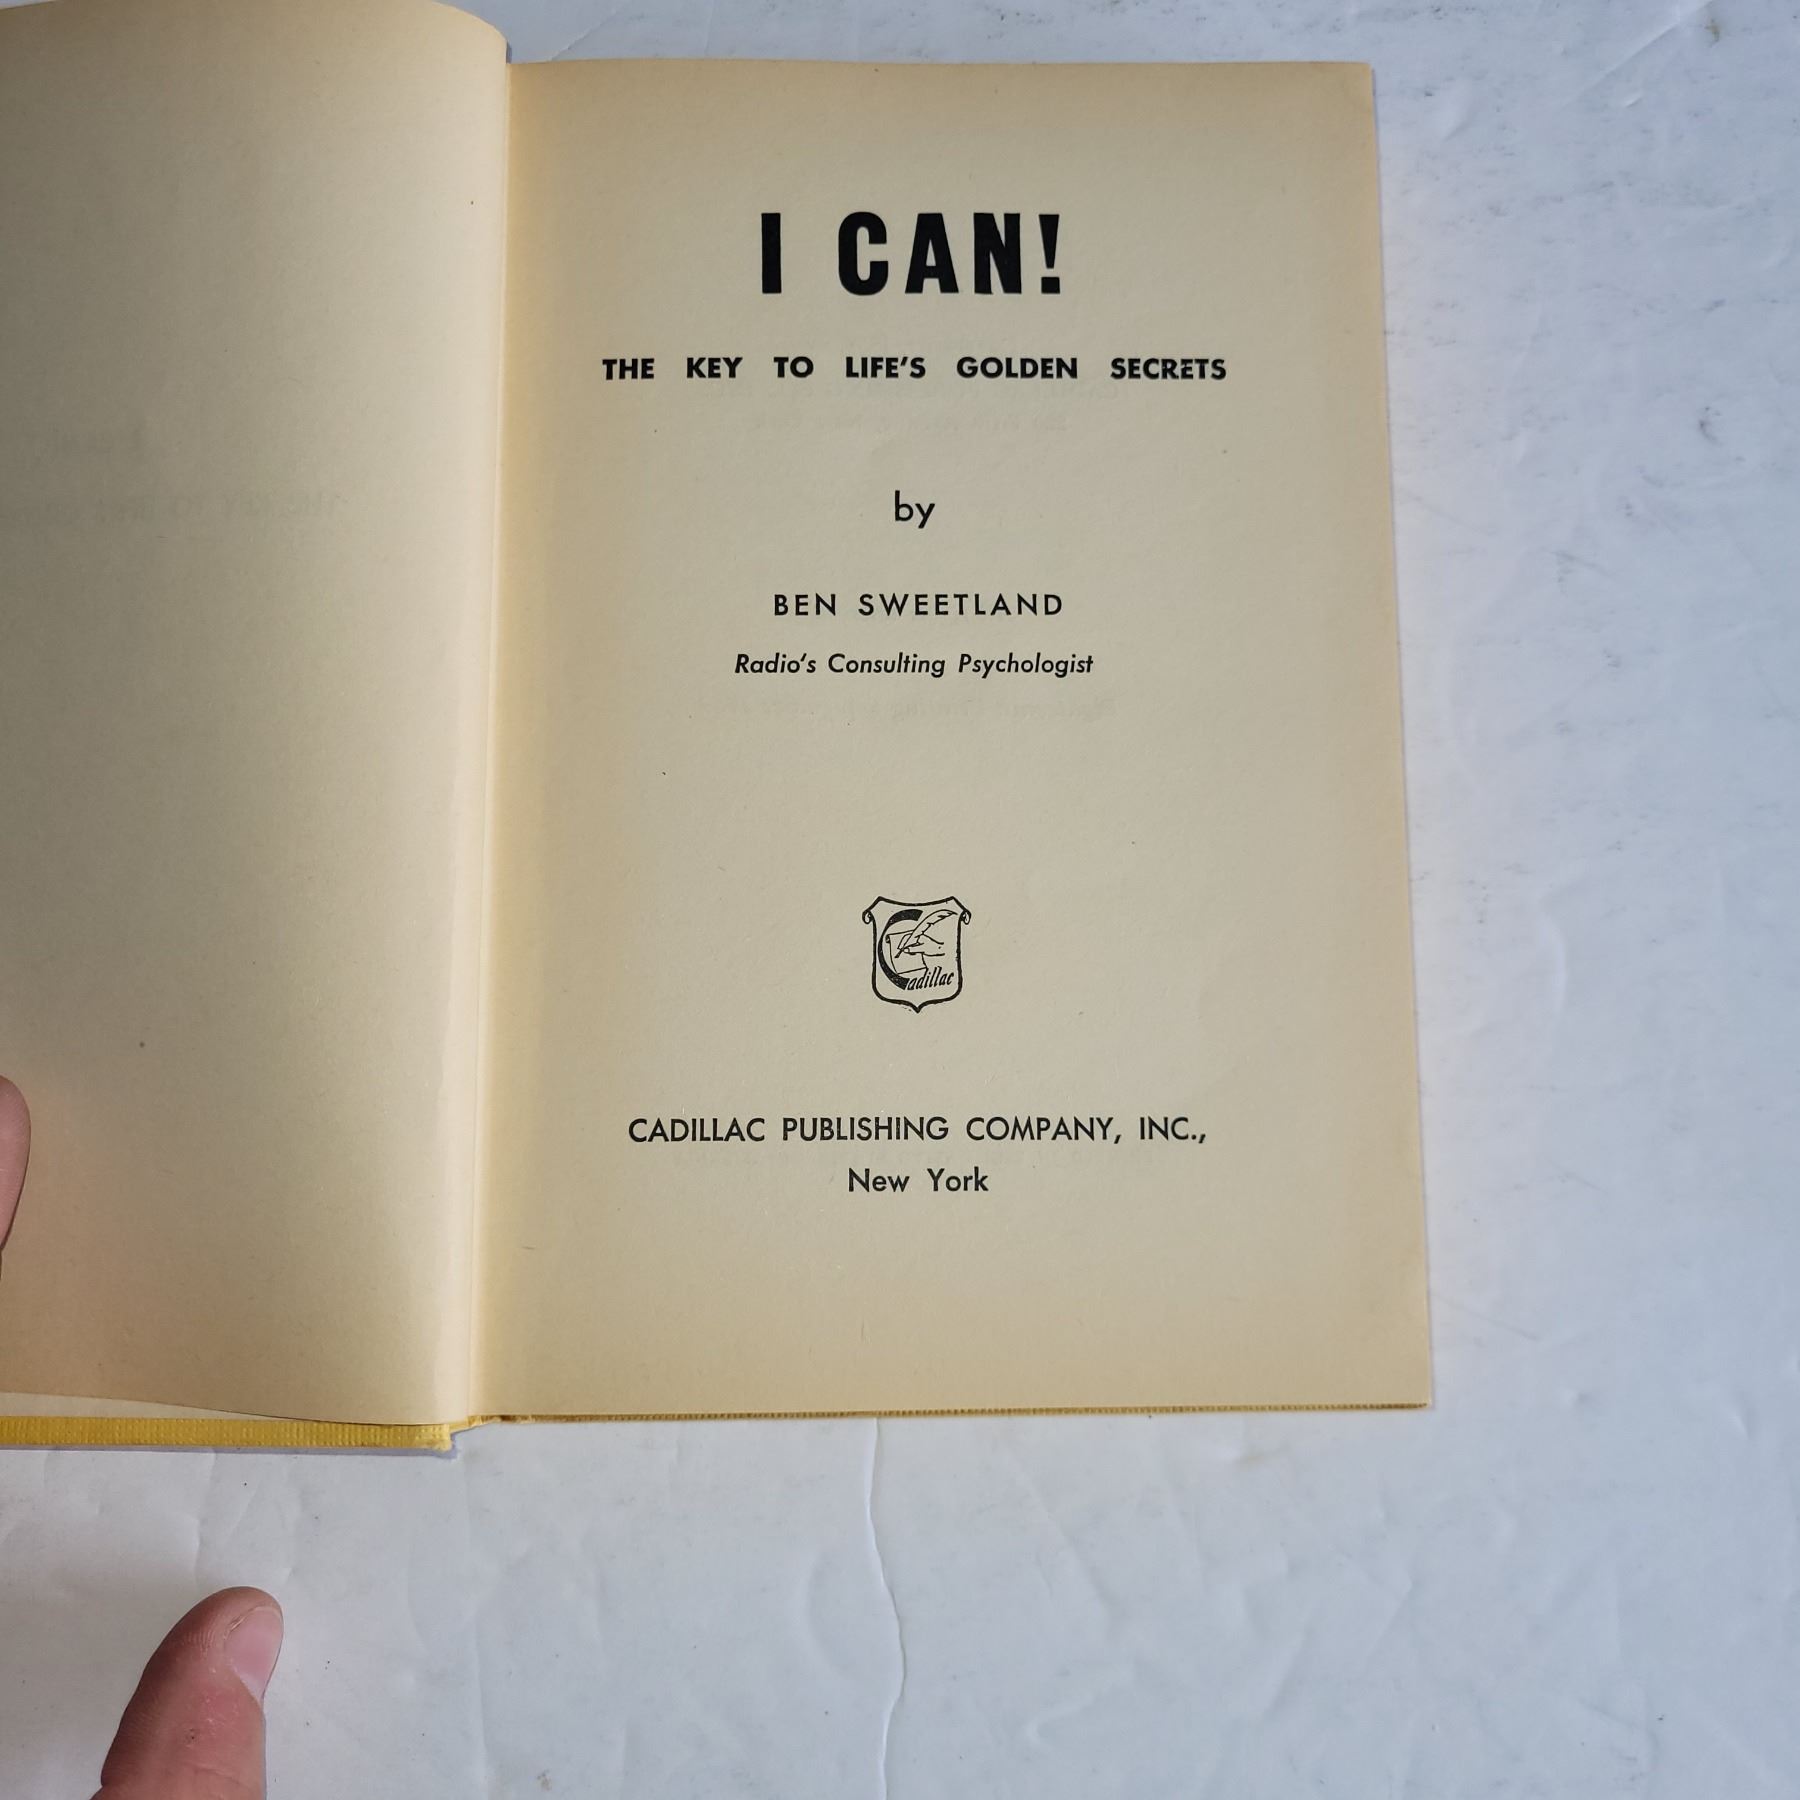 I CAN!
THE KEY TO LIFE'S GOLDEN SECRETS
by
BEN SWEETLAND
Radio's Consulting Psychologist
Cadillac
CADILLAC PUBLISHING COMPANY, INC.,
New York